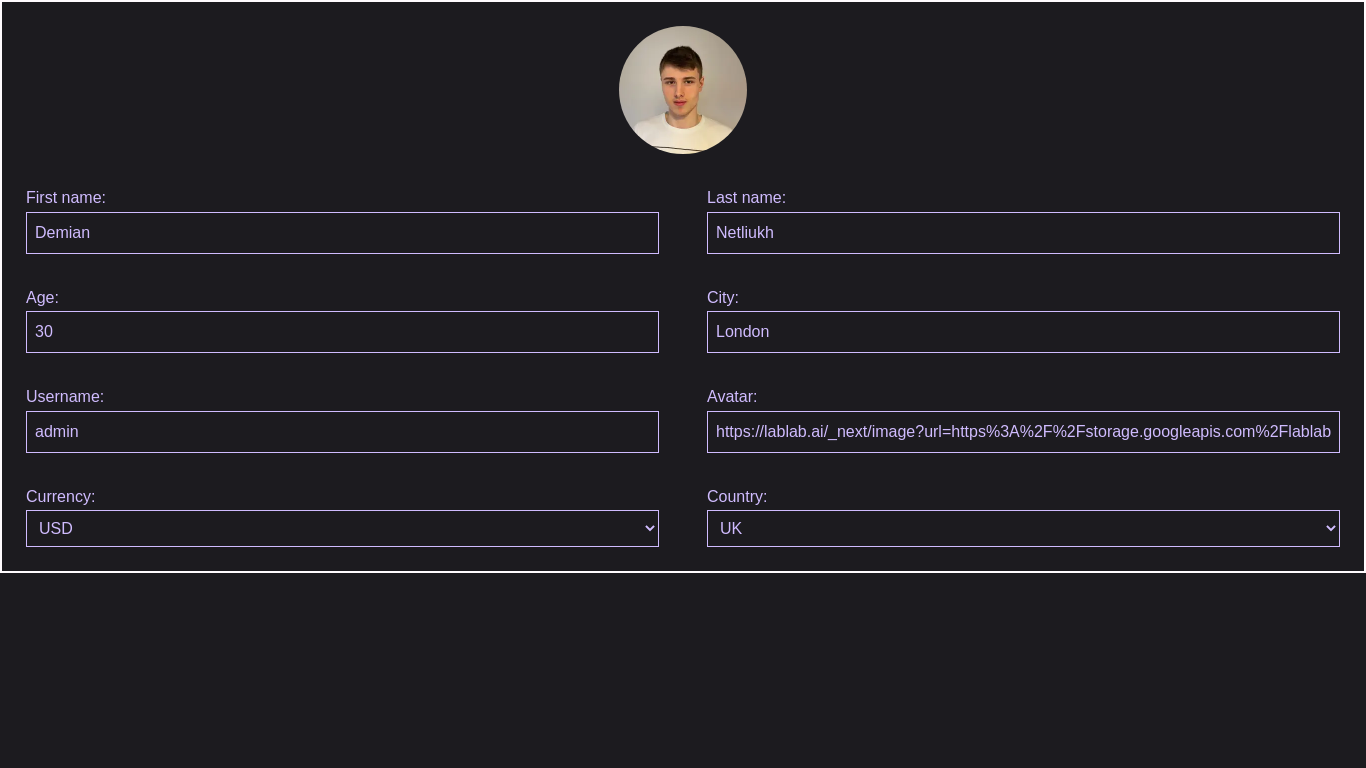 First name:
Last name:
Demian
Netliukh
Age:
City:
30
London
Username:
Avatar:
admin
https://lablab.ai/_next/image?url=https%3A%2F%2Fstorage.googleapis.com%2Flablab
Currency:
Country:
USD
UK